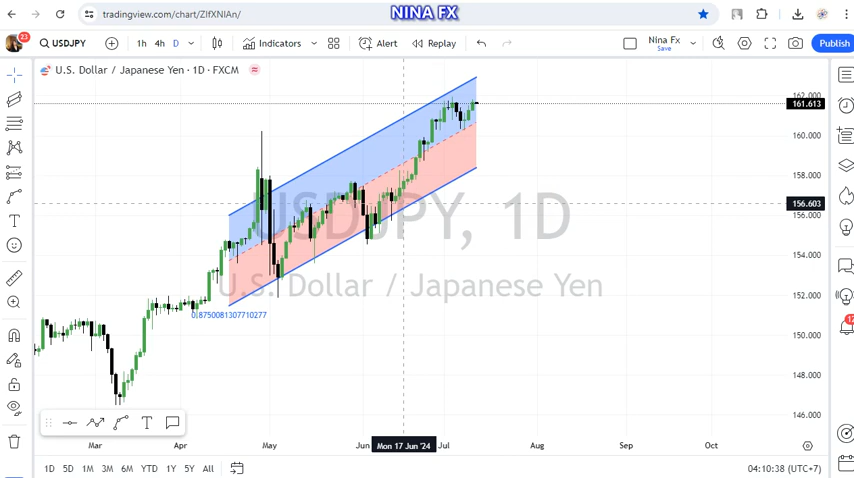 NINA FX
tradingview.com/chart/ZIfXNIAn/
23
USDJPY
1h 4h D
Indicators
Alert
Replay
Nina Fx
Save
Publish
U.S. Dollar / Japanese Yen · 1D · FXCM
162.000
161.613
160.000
158.000
156.603
156.000
154.000
152.000
150.000
148.000
146.000
USDJPY, 1D
U.S. Dollar / Japanese Yen
0.8750081307710277
Mar Apr May Jun Mon 17 Jun '24 Jul Aug Sep Oct
1D 5D 1M 3M 6M YTD 1Y 5Y All
04:10:38 (UTC+7)